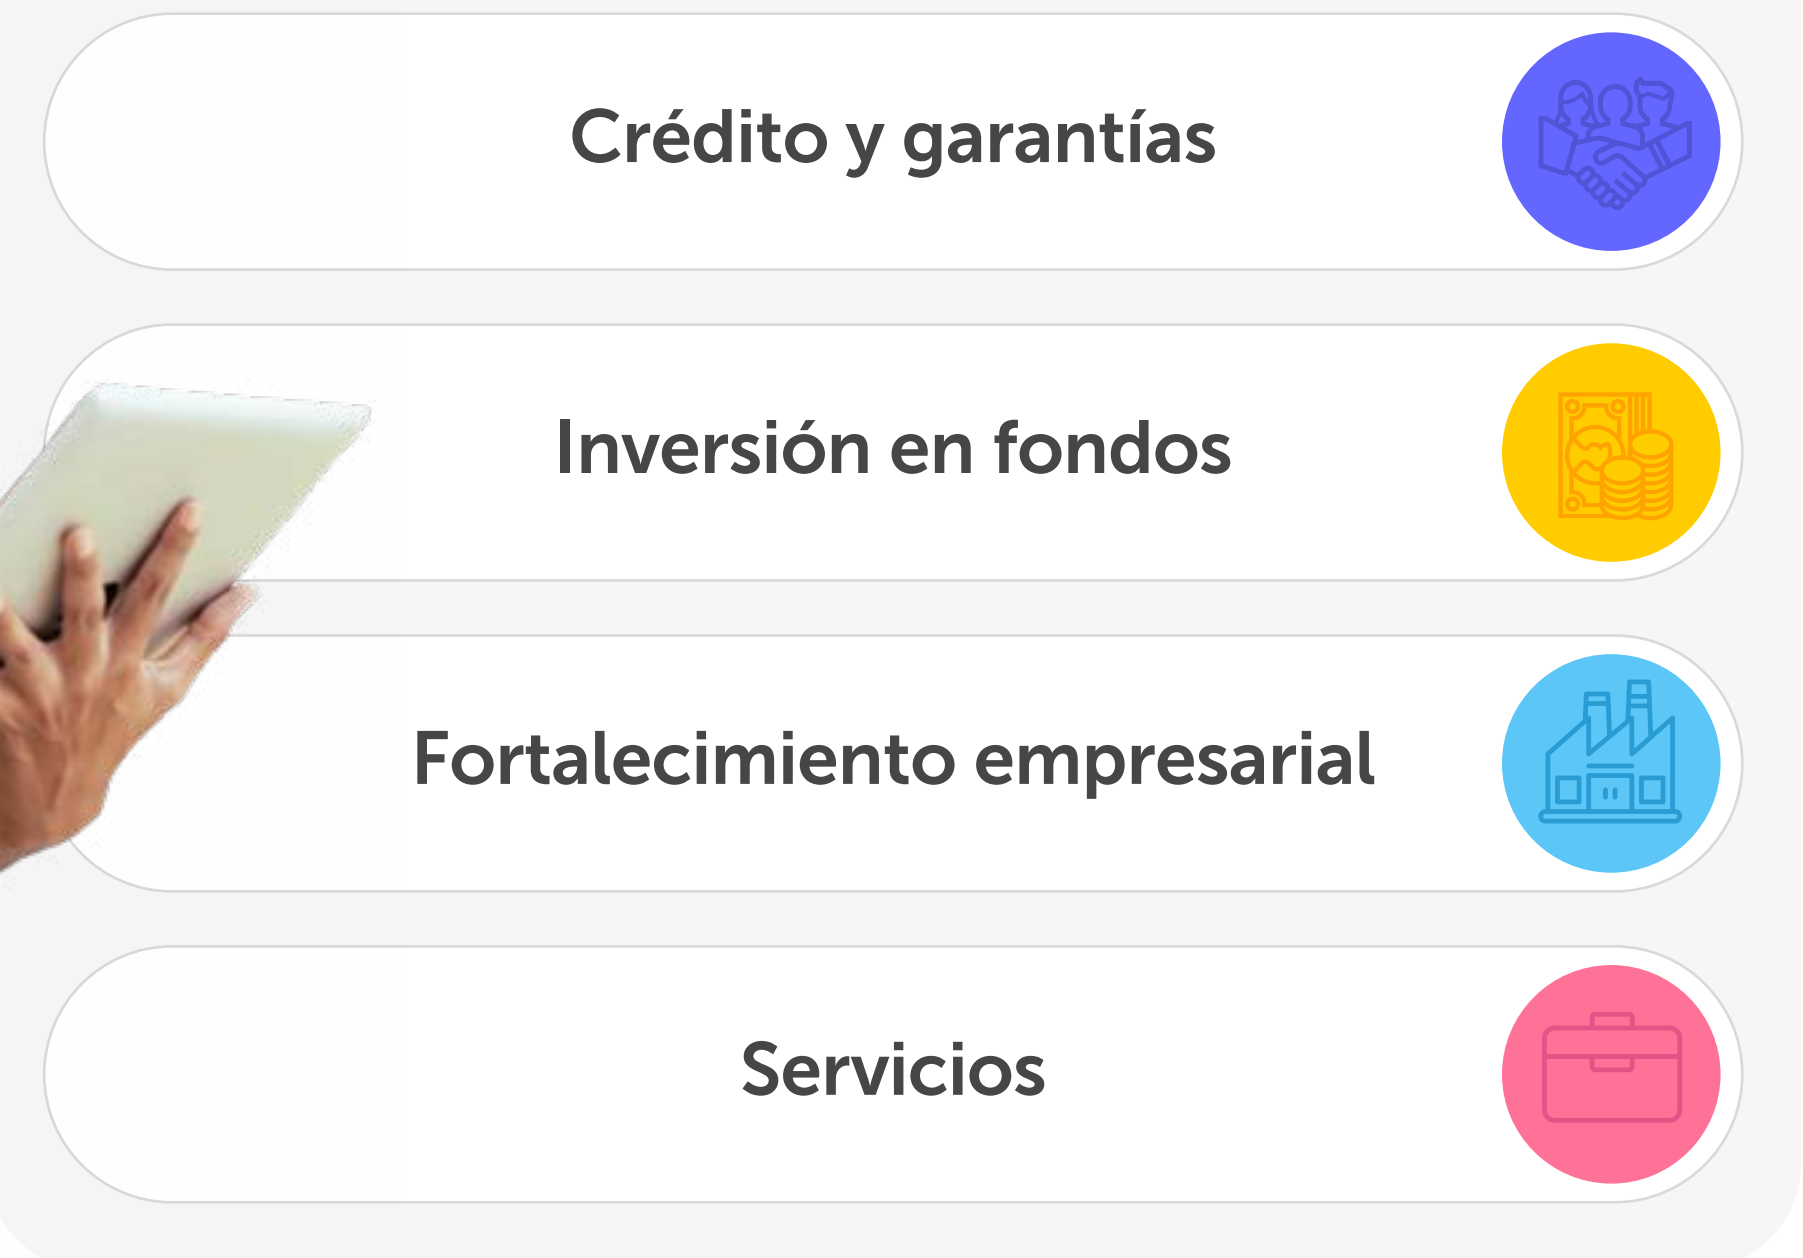 Crédito y garantías
Inversión en fondos
Fortalecimiento empresarial
Servicios